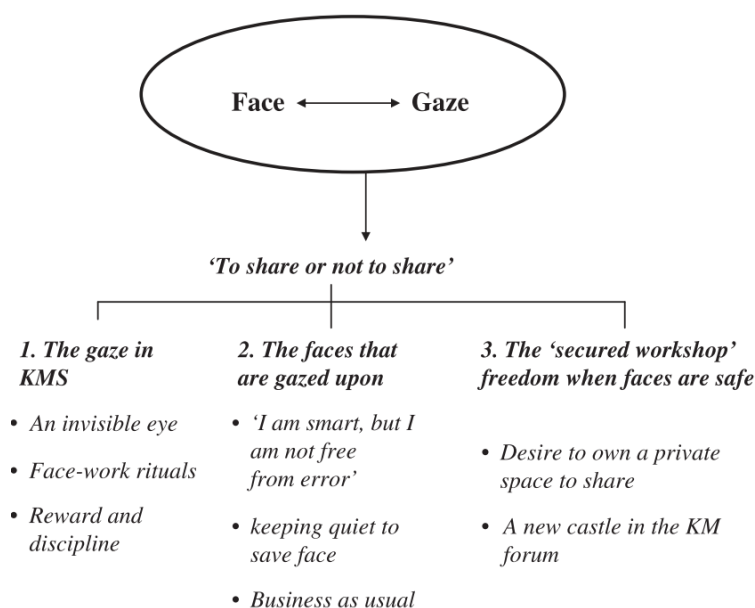 Face Gaze
‘To share or not to share’
1. The gaze in
KMS
• An invisible eye
• Face-work rituals
• Reward and
discipline
2. The faces that
are gazed upon
• ‘I am smart, but I
am not free
from error’
• keeping quiet to
save face
• Business as usual
3. The ‘secured workshop’
freedom when faces are safe
• Desire to own a private
space to share
• A new castle in the KM
forum